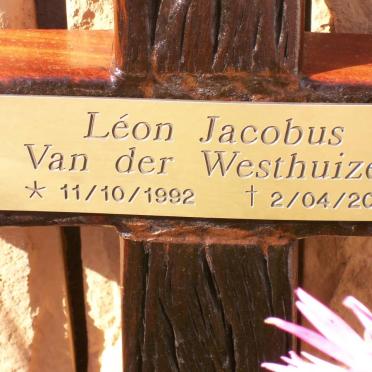 Léon Jacobus
Van der Westhuize
* 11/10/1992 † 2/04/20